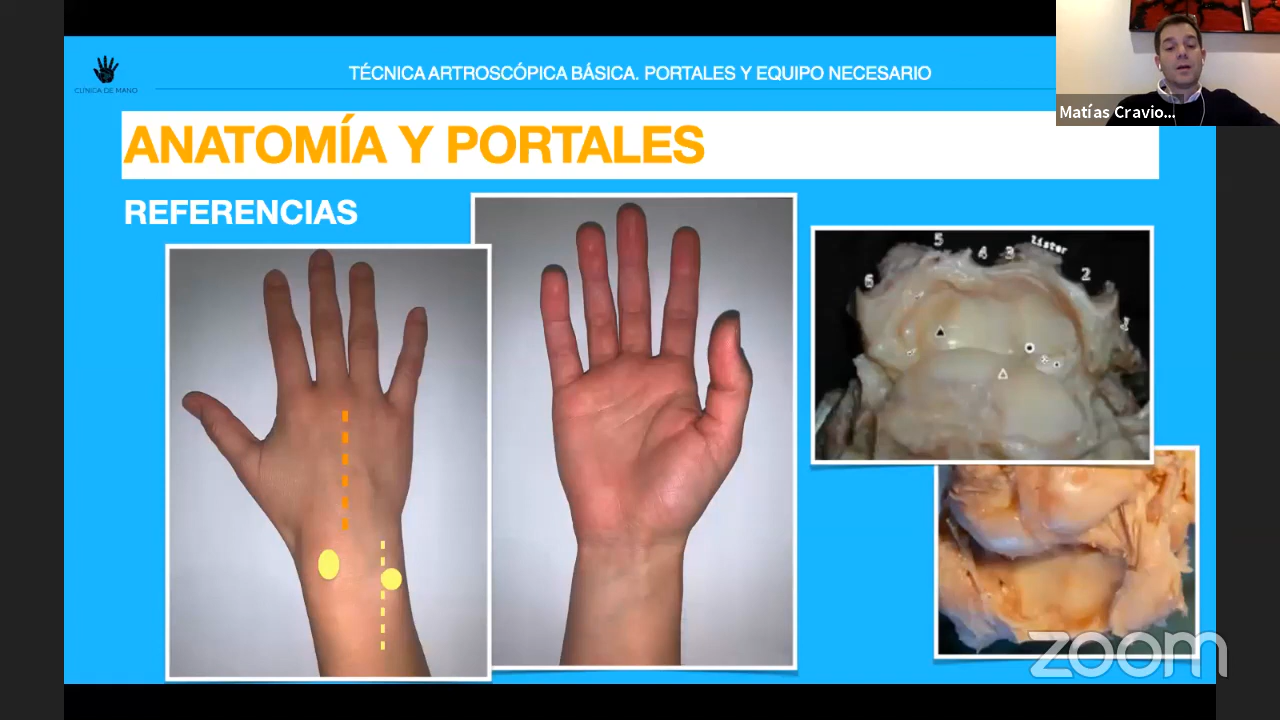 CLÍNICA DE MANO
TÉCNICA ARTROSCÓPICA BÁSICA. PORTALES Y EQUIPO NECESARIO
Matías Cravio...
ANATOMÍA Y PORTALES
REFERENCIAS
6
5
4
3
Lister
2
1
zoom